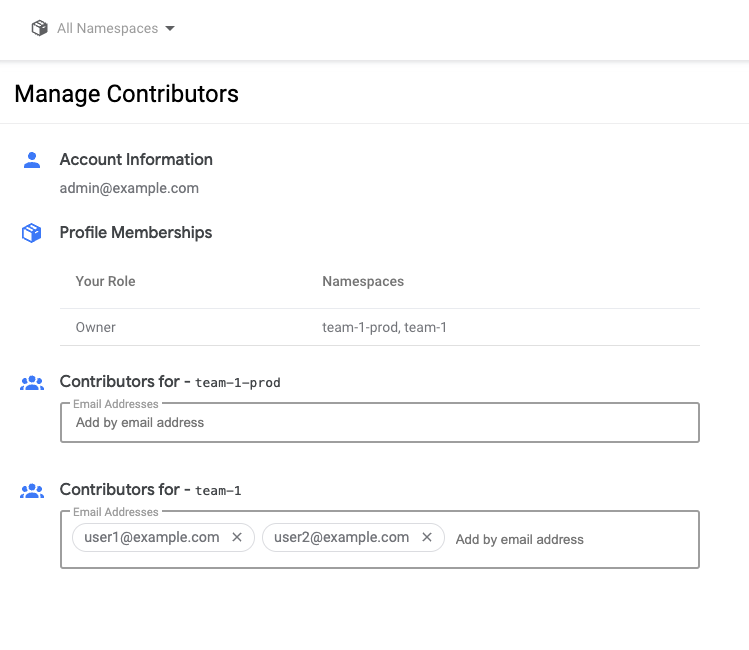 All Namespaces
Manage Contributors
Account Information
admin@example.com
Profile Memberships
Your Role Namespaces
Owner team-1-prod, team-1
Contributors for - team-1-prod
Email Addresses
Add by email address
Contributors for - team-1
Email Addresses
user1@example.com user2@example.com Add by email address